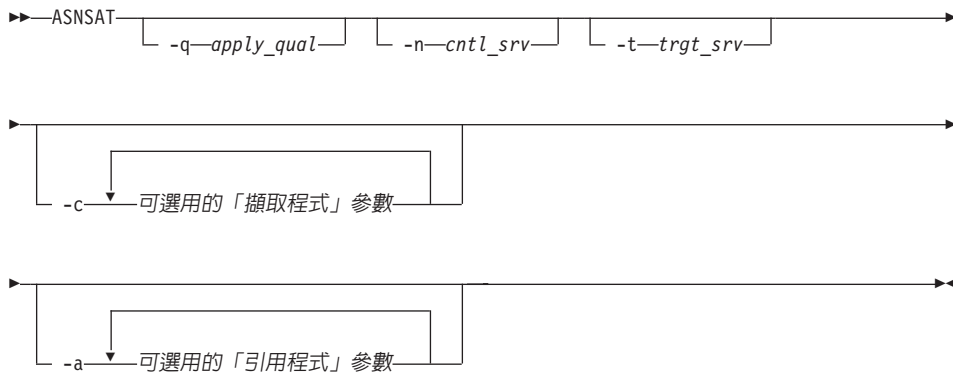 ASNSAT
-q apply_qual -n cntl_srv -t trgt_srv
-c 可選用的「擷取程式」參數
-a 可選用的「引用程式」參數